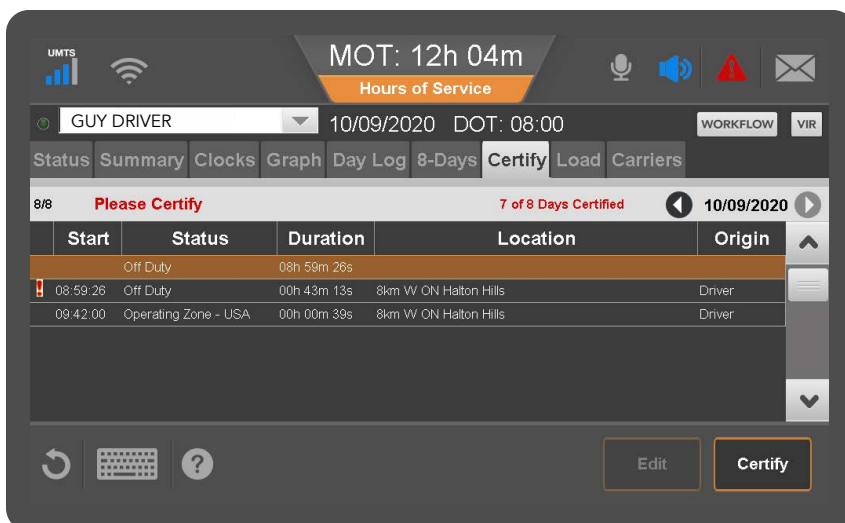 UMTS
MOT: 12h 04m
Hours of Service
GUY DRIVER
10/09/2020 DOT: 08:00
WORKFLOW
VIR
Status Summary Clocks Graph Day Log 8-Days Certify Load Carriers
8/8 Please Certify 7 of 8 Days Certified 10/09/2020
Start Status Duration Location Origin
Off Duty 08h 59m 26s
08:59:26 Off Duty 00h 43m 13s 8km W ON Halton Hills Driver
09:42:00 Operating Zone - USA 00h 00m 39s 8km W ON Halton Hills Driver
? Edit Certify